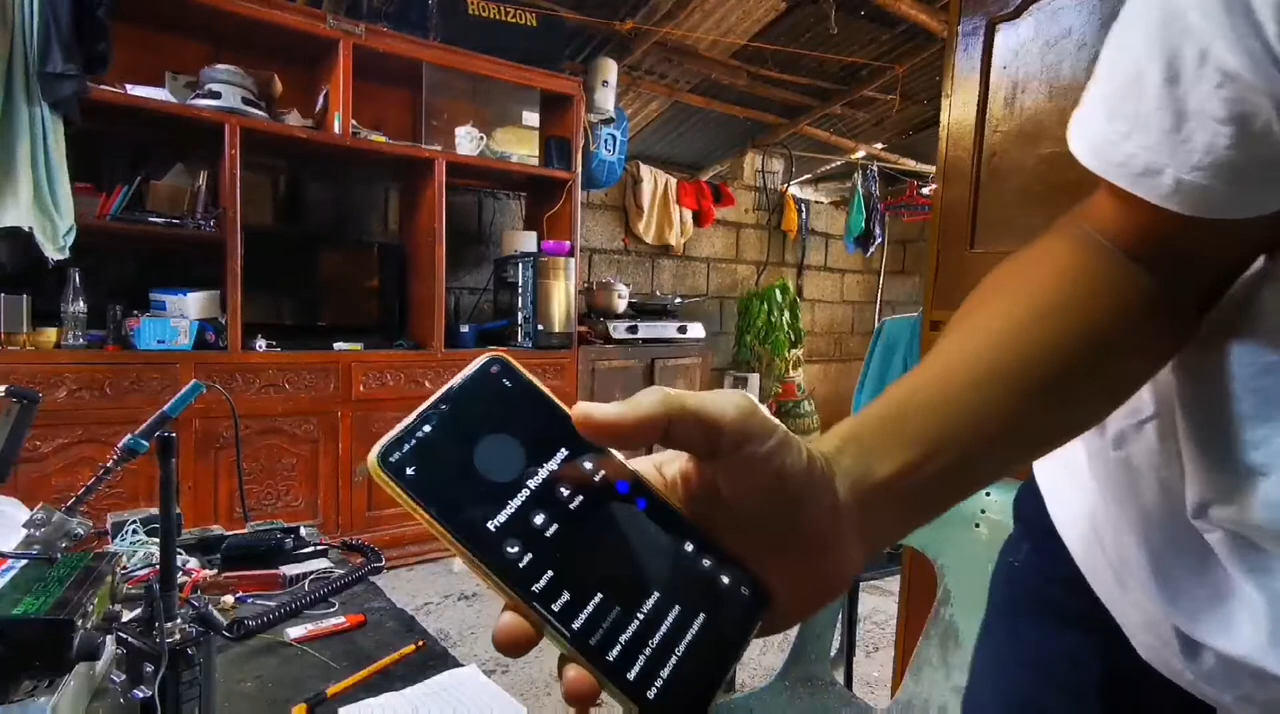 HORIZON
Francisco Rodriguez
Audio
Video
Profile
Mute
Theme
Emoji
Nicknames
More Actions
View Photos & Videos
Search in Conversation
Go to Secret Conversation